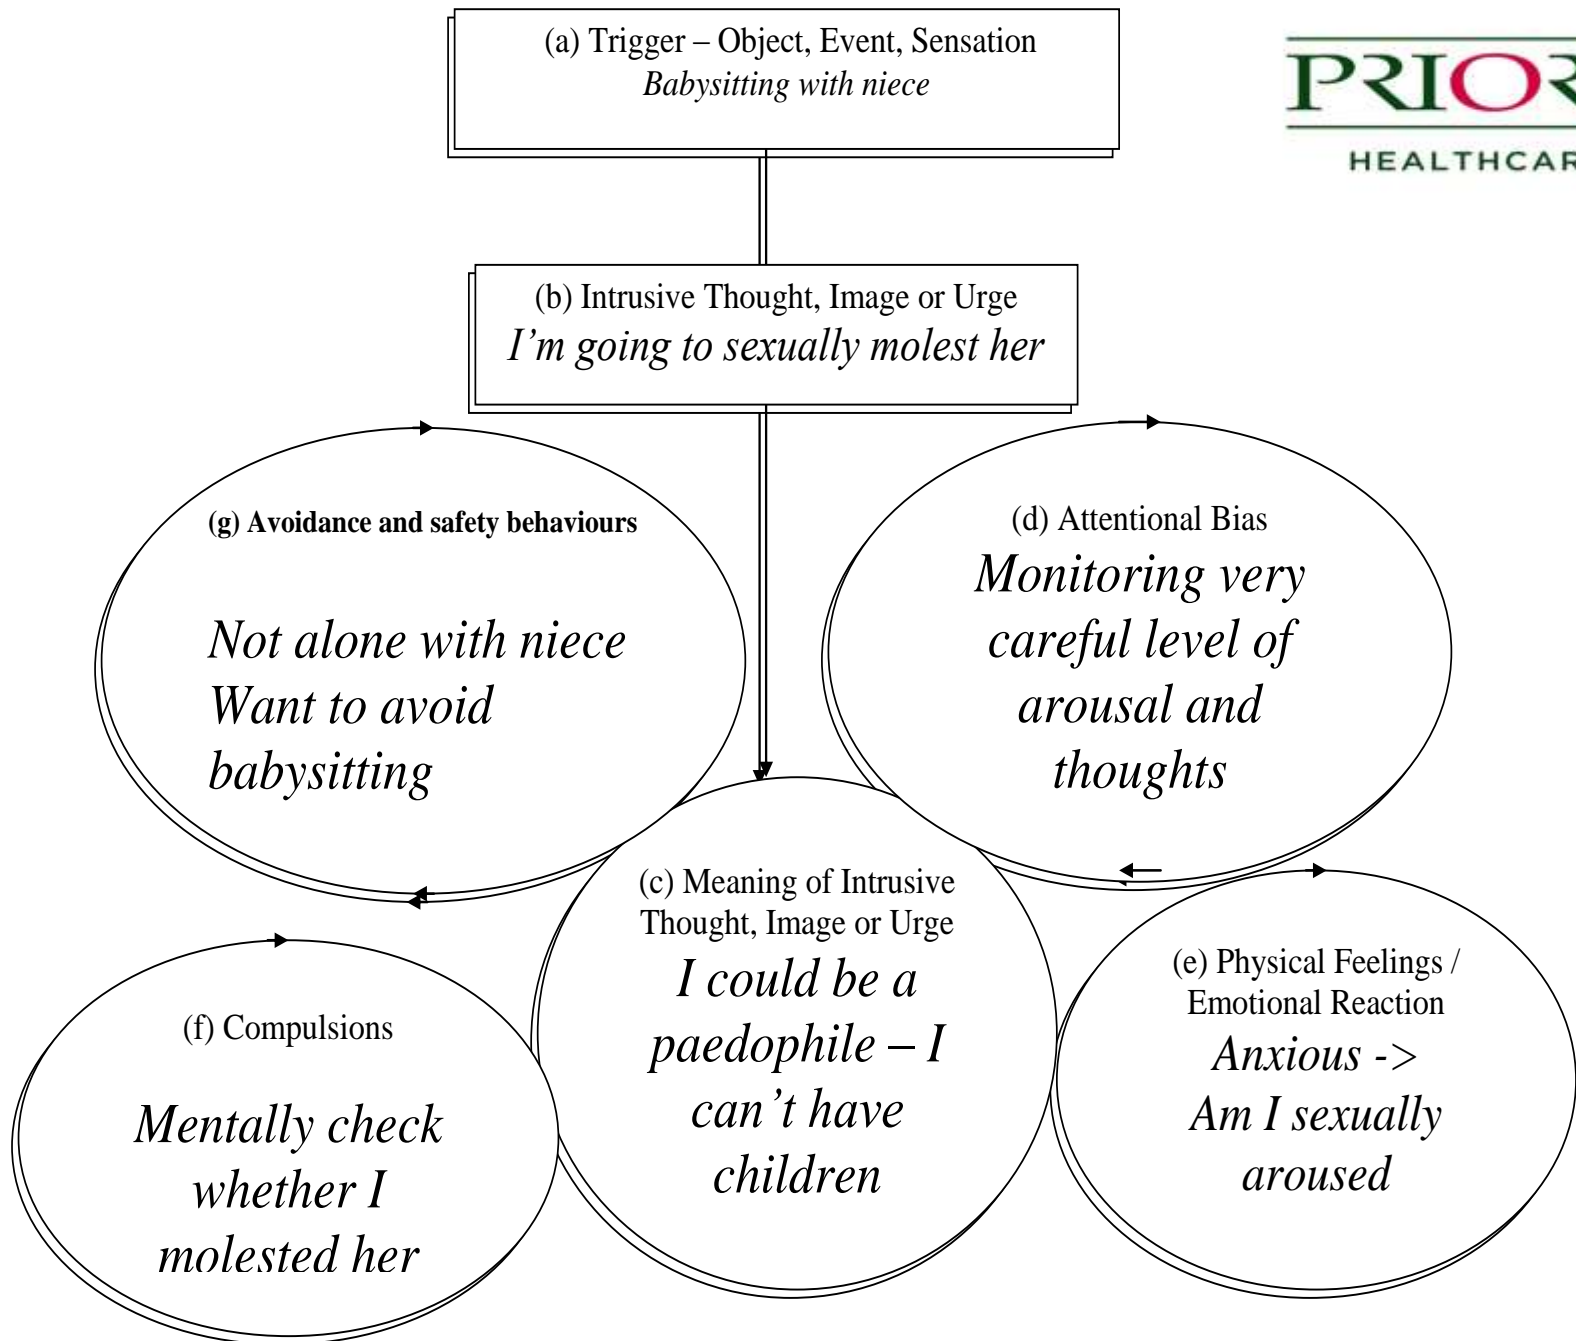 (a) Trigger – Object, Event, Sensation
Babysitting with niece
PRIOR
HEALTHCAR
(b) Intrusive Thought, Image or Urge
I’m going to sexually molest her
(g) Avoidance and safety behaviours
Not alone with niece
Want to avoid
babysitting
(d) Attentional Bias
Monitoring very
careful level of
arousal and
thoughts
(c) Meaning of Intrusive
Thought, Image or Urge
I could be a
paedophile – I
can’t have
children
(e) Physical Feelings /
Emotional Reaction
Anxious ->
Am I sexually
aroused
(f) Compulsions
Mentally check
whether I
molested her